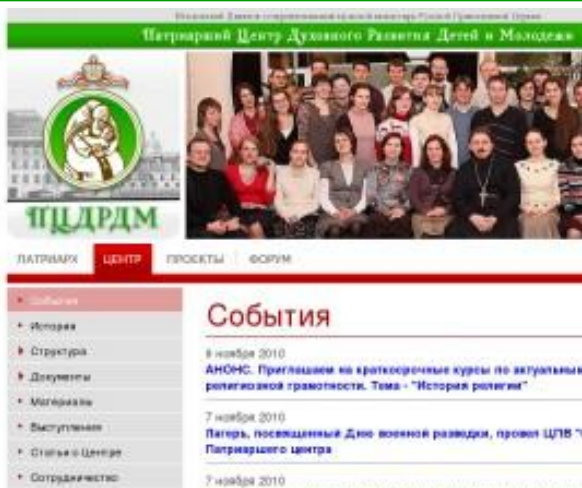 Патриарший Центр Духовного Развития Детей и Молодежи
ПЦДРДМ
ПАТРИАРХ ЦЕНТР ПРОЕКТЫ ФОРУМ
События
История
Структура
Документы
Материалы
Выступления
Статьи о Центре
Сотрудничество
События
9 ноября 2010
АНОНС. Приглашаем на краткосрочные курсы по актуальным
религиозной грамотности. Тема - "История религии"
7 ноября 2010
Лагерь, посвященный Дню военной разведки, провел ЦПВ
Патриаршего центра
7 ноября 2010